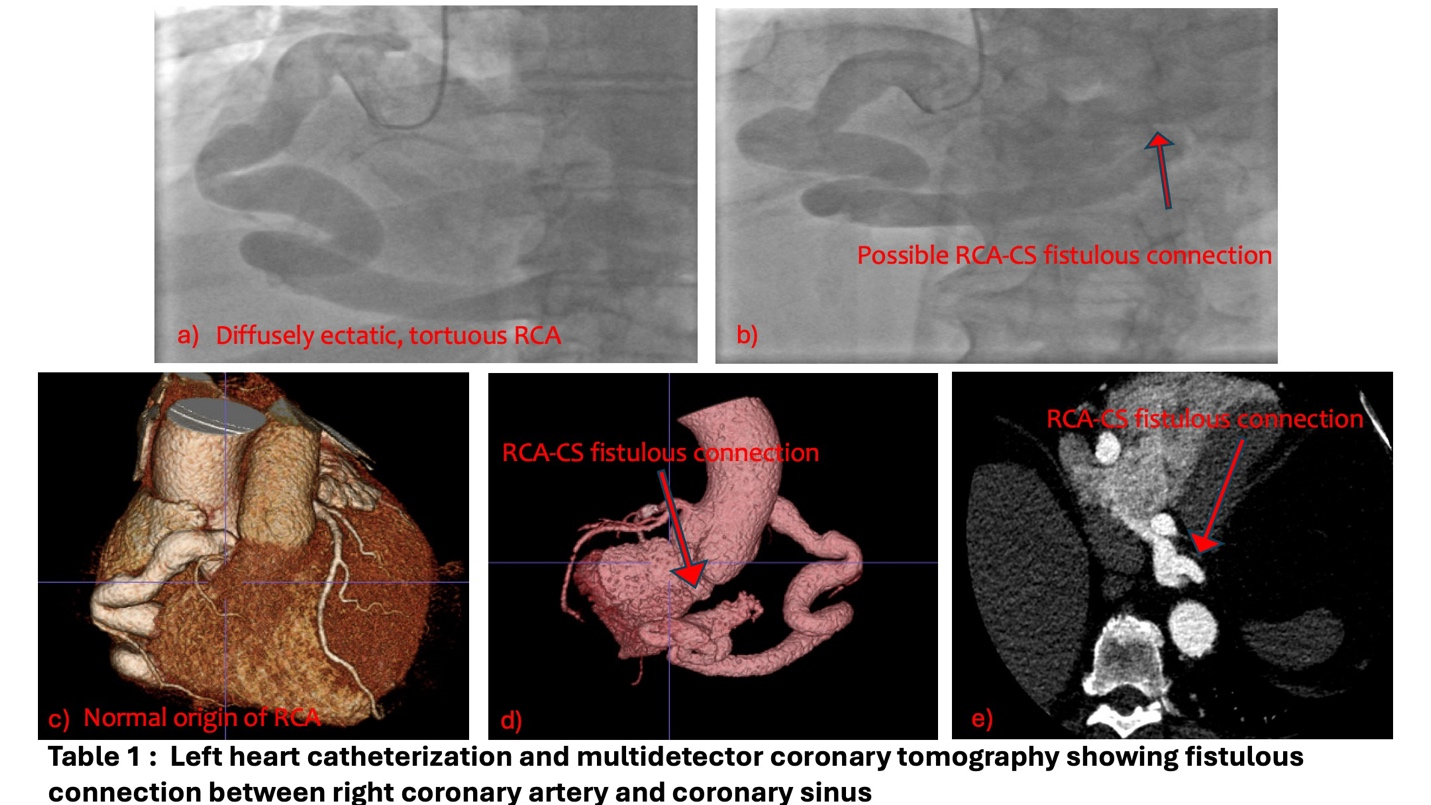 a) Diffusely ectatic, tortuous RCA
Possible RCA-CS fistulous connection
b)
c) Normal origin of RCA
RCA-CS fistulous connection
d)
RCA-CS fistulous connection
e)
Table 1 : Left heart catheterization and multidetector coronary tomography showing fistulous
connection between right coronary artery and coronary sinus